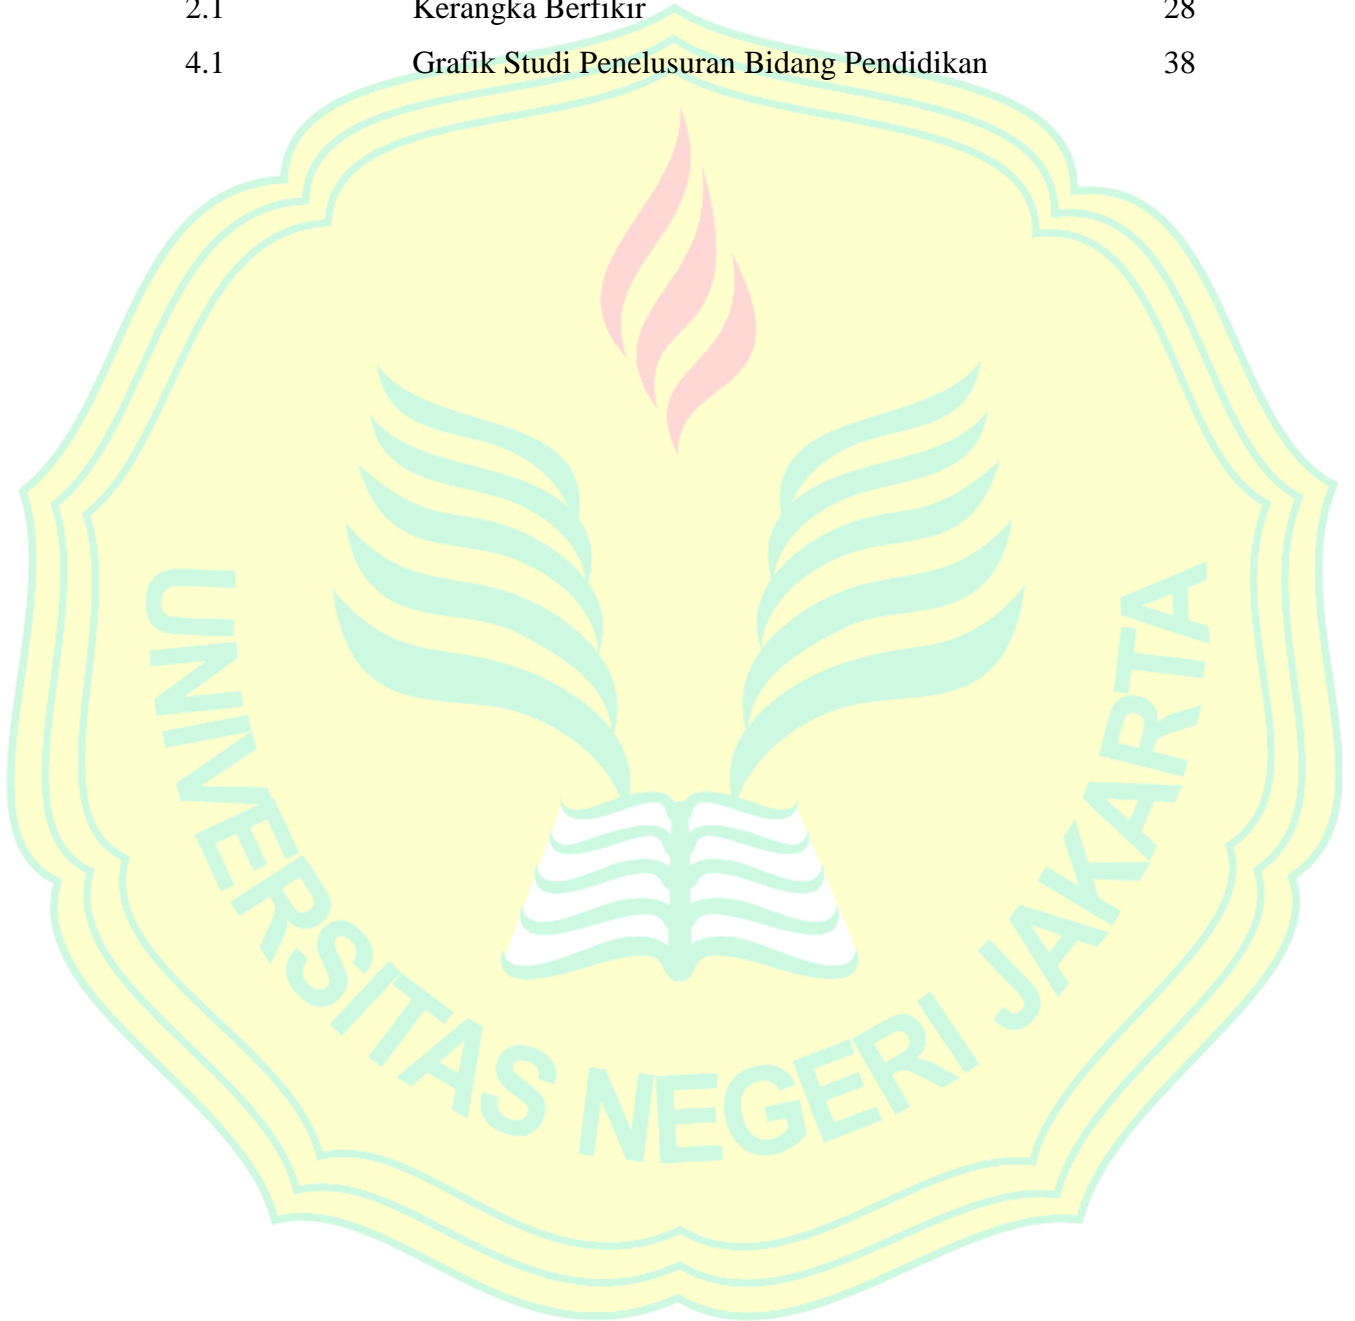 2.1 Kerangka Berfikir 28
4.1 Grafik Studi Penelusuran Bidang Pendidikan 38
UNIVERSITAS NEGERI JAKARTA